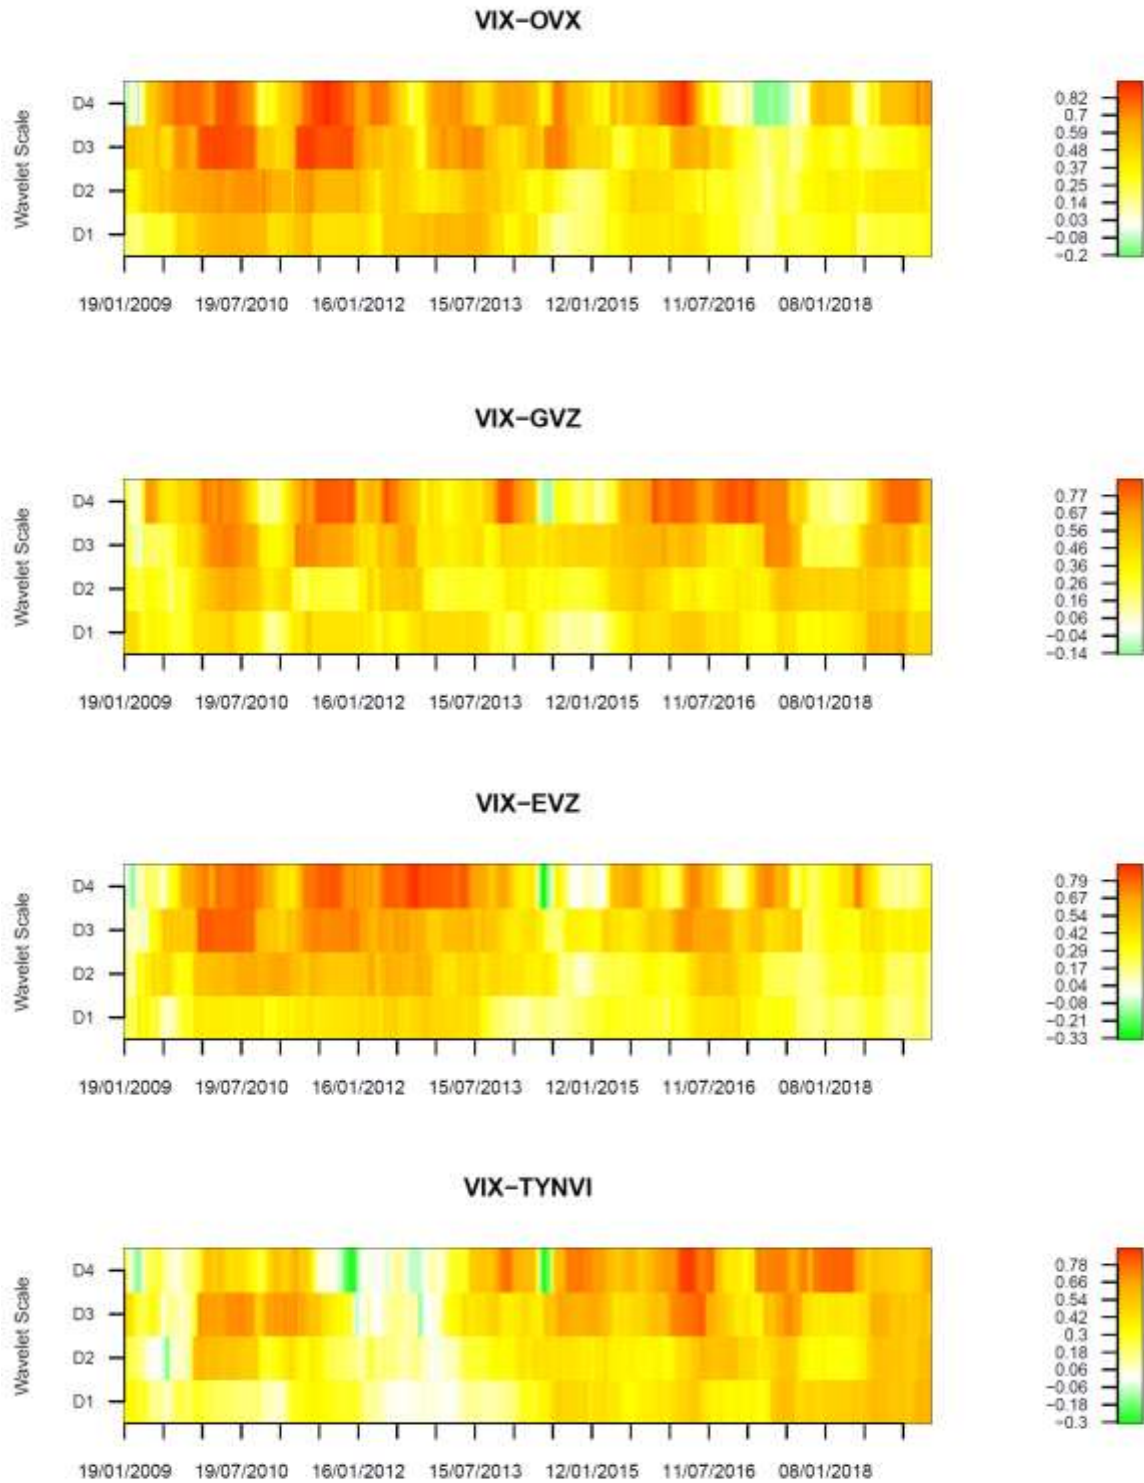 VIX-OVX
Wavelet Scale
D4
D3
D2
D1
0.82
0.7
0.59
0.48
0.37
0.25
0.14
0.03
-0.08
-0.2
19/01/2009 19/07/2010 16/01/2012 15/07/2013 12/01/2015 11/07/2016 08/01/2018
VIX-GVZ
Wavelet Scale
D4
D3
D2
D1
0.77
0.67
0.56
0.46
0.36
0.26
0.16
0.06
-0.04
-0.14
19/01/2009 19/07/2010 16/01/2012 15/07/2013 12/01/2015 11/07/2016 08/01/2018
VIX-EVZ
Wavelet Scale
D4
D3
D2
D1
0.79
0.67
0.54
0.42
0.29
0.17
0.04
-0.08
-0.21
-0.33
19/01/2009 19/07/2010 16/01/2012 15/07/2013 12/01/2015 11/07/2016 08/01/2018
VIX-TYNVI
Wavelet Scale
D4
D3
D2
D1
0.78
0.66
0.54
0.42
0.3
0.18
0.06
-0.06
-0.18
-0.3
19/01/2009 19/07/2010 16/01/2012 15/07/2013 12/01/2015 11/07/2016 08/01/2018